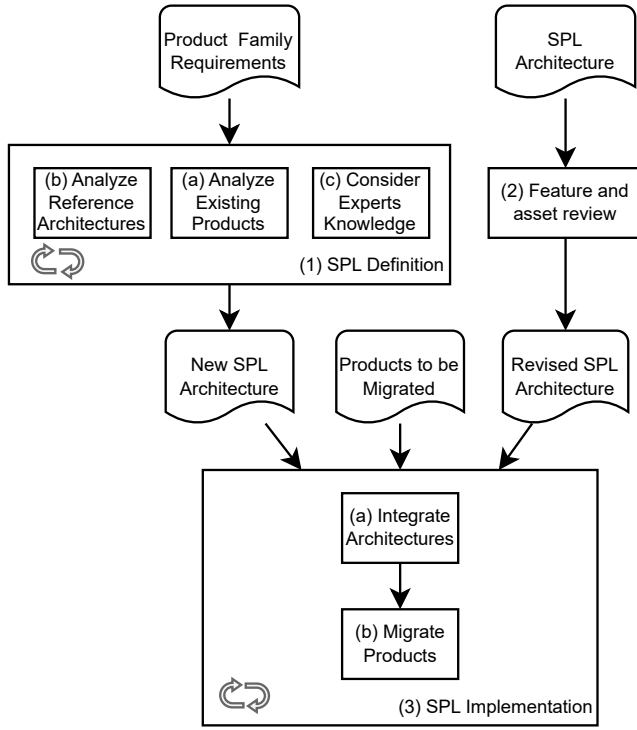 Product Family
Requirements
SPL
Architecture
(b) Analyze
Reference
Architectures
(a) Analyze
Existing
Products
(c) Consider
Experts
Knowledge
(1) SPL Definition
(2) Feature and
asset review
New SPL
Architecture
Products to be
Migrated
Revised SPL
Architecture
(a) Integrate
Architectures
(b) Migrate
Products
(3) SPL Implementation